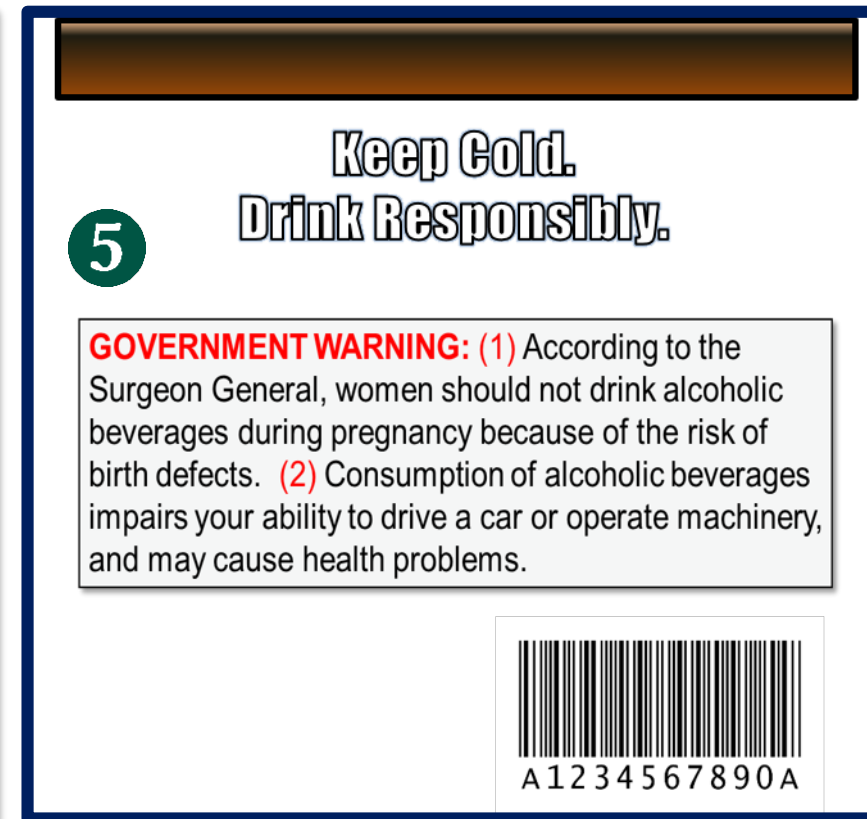 Keep Cold.
Drink Responsibly.
5
GOVERNMENT WARNING: (1) According to the
Surgeon General, women should not drink alcoholic
beverages during pregnancy because of the risk of
birth defects.  (2) Consumption of alcoholic beverages
impairs your ability to drive a car or operate machinery,
and may cause health problems.
A1234567890A